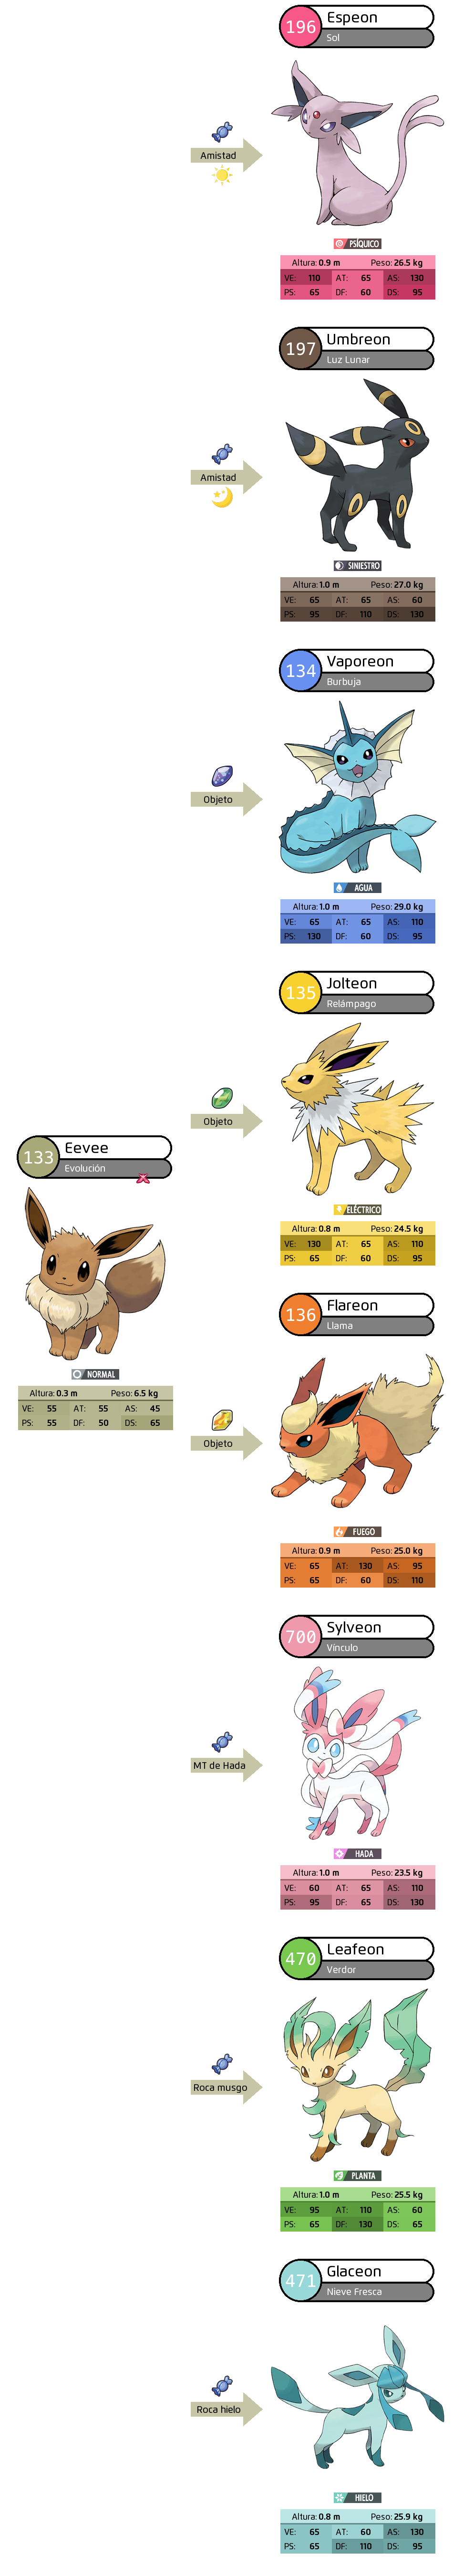 196 Espeon
Sol
Amistad
PSÍQUICO
Altura: 0.9 m Peso: 26.5 kg
VE: 110 AT: 65 AS: 130
PS: 65 DF: 60 DS: 95
197 Umbreon
Luz Lunar
Amistad
SINIESTRO
Altura: 1.0 m Peso: 27.0 kg
VE: 65 AT: 65 AS: 60
PS: 95 DF: 110 DS: 130
134 Vaporeon
Burbuja
Objeto
AGUA
Altura: 1.0 m Peso: 29.0 kg
VE: 65 AT: 65 AS: 110
PS: 130 DF: 60 DS: 95
135 Jolteon
Relámpago
Objeto
ELÉCTRICO
Altura: 0.8 m Peso: 24.5 kg
VE: 130 AT: 65 AS: 110
PS: 65 DF: 60 DS: 95
133 Eevee
Evolución
NORMAL
Altura: 0.3 m Peso: 6.5 kg
VE: 55 AT: 55 AS: 45
PS: 55 DF: 50 DS: 65
136 Flareon
Llama
Objeto
FUEGO
Altura: 0.9 m Peso: 25.0 kg
VE: 65 AT: 130 AS: 95
PS: 65 DF: 60 DS: 110
700 Sylveon
Vínculo
MT de Hada
HADA
Altura: 1.0 m Peso: 23.5 kg
VE: 60 AT: 65 AS: 110
PS: 95 DF: 65 DS: 130
470 Leafeon
Verdor
Roca musgo
PLANTA
Altura: 1.0 m Peso: 25.5 kg
VE: 95 AT: 110 AS: 60
PS: 65 DF: 130 DS: 65
471 Glaceon
Nieve Fresca
Roca hielo
HIELO
Altura: 0.8 m Peso: 25.9 kg
VE: 65 AT: 60 AS: 130
PS: 65 DF: 110 DS: 95